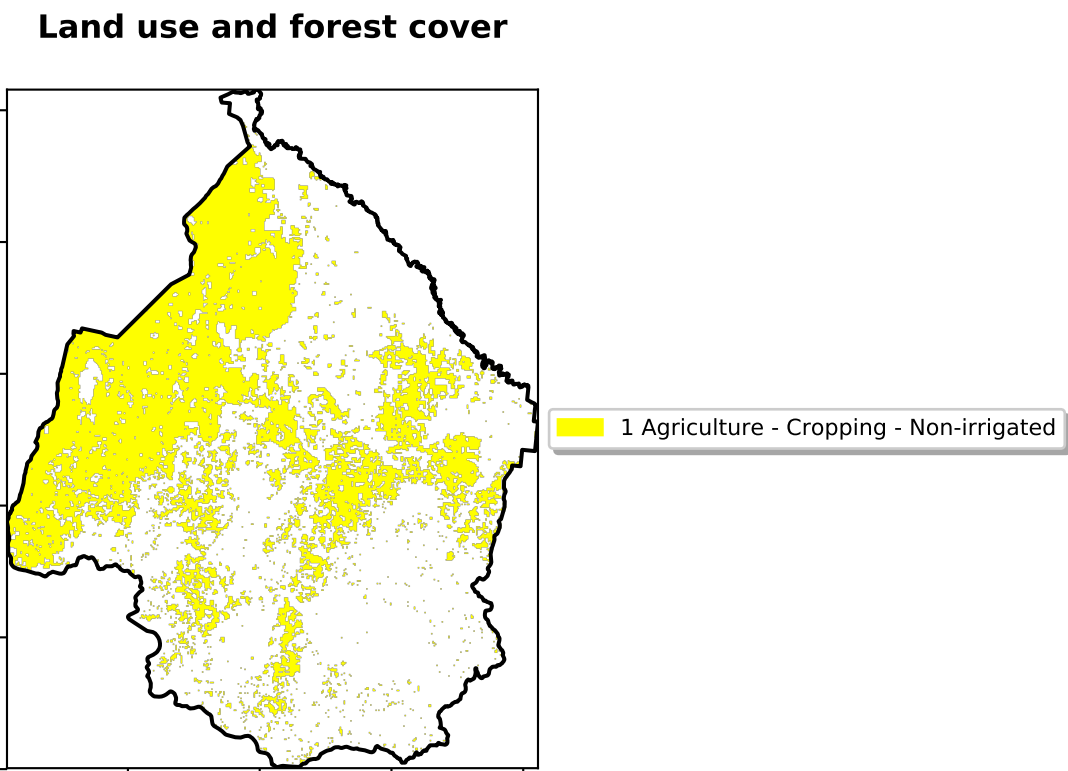 Land use and forest cover
1 Agriculture - Cropping - Non-irrigated